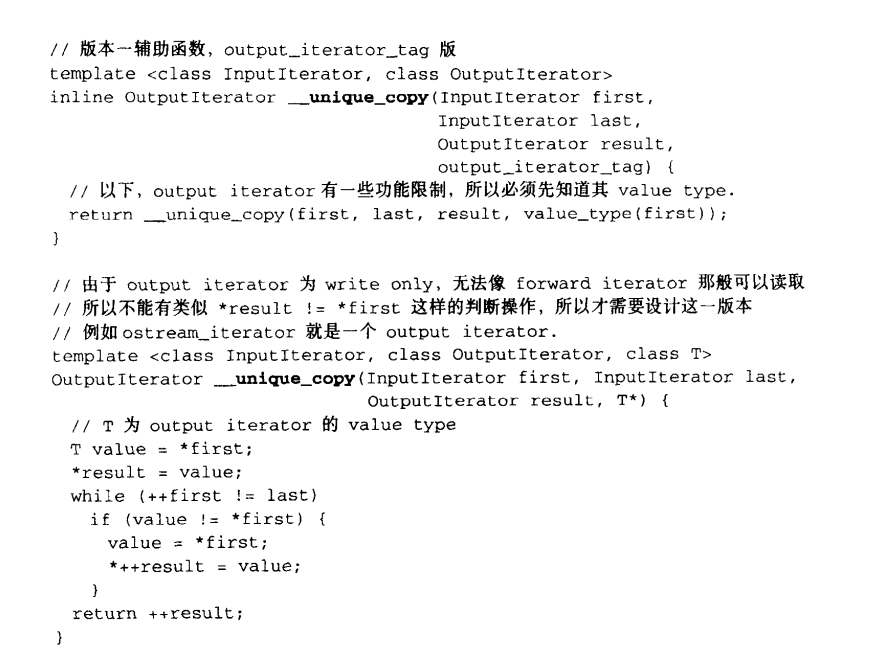 // 版本一辅助函数, output_iterator_tag 版
template <class InputIterator, class OutputIterator>
inline OutputIterator __unique_copy(InputIterator first,
                                    InputIterator last,
                                    OutputIterator result,
                                    output_iterator_tag) {
  // 以下, output iterator 有一些功能限制, 所以必须先知道其 value type.
  return __unique_copy(first, last, result, value_type(first));
}

// 由于 output iterator 为 write only, 无法像 forward iterator 那般可以读取
// 所以不能有类似 *result != *first 这样的判断操作, 所以才需要设计这一版本
// 例如 ostream_iterator 就是一个 output iterator.
template <class InputIterator, class OutputIterator, class T>
OutputIterator __unique_copy(InputIterator first, InputIterator last,
                             OutputIterator result, T*) {
  // T 为 output iterator 的 value type
  T value = *first;
  *result = value;
  while (++first != last)
    if (value != *first) {
      value = *first;
      *++result = value;
    }
  return ++result;
}